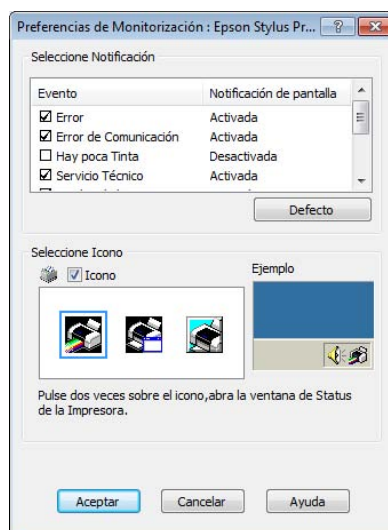 Preferencias de Monitorización : Epson Stylus Pr...
Seleccione Notificación
Evento Notificación de pantalla
Error Activada
Error de Comunicación Activada
Hay poca Tinta Desactivada
Servicio Técnico Activada
Defecto
Seleccione Icono
Icono
Ejemplo
Pulse dos veces sobre el icono,abra la ventana de Status
de la Impresora.
Aceptar Cancelar Ayuda